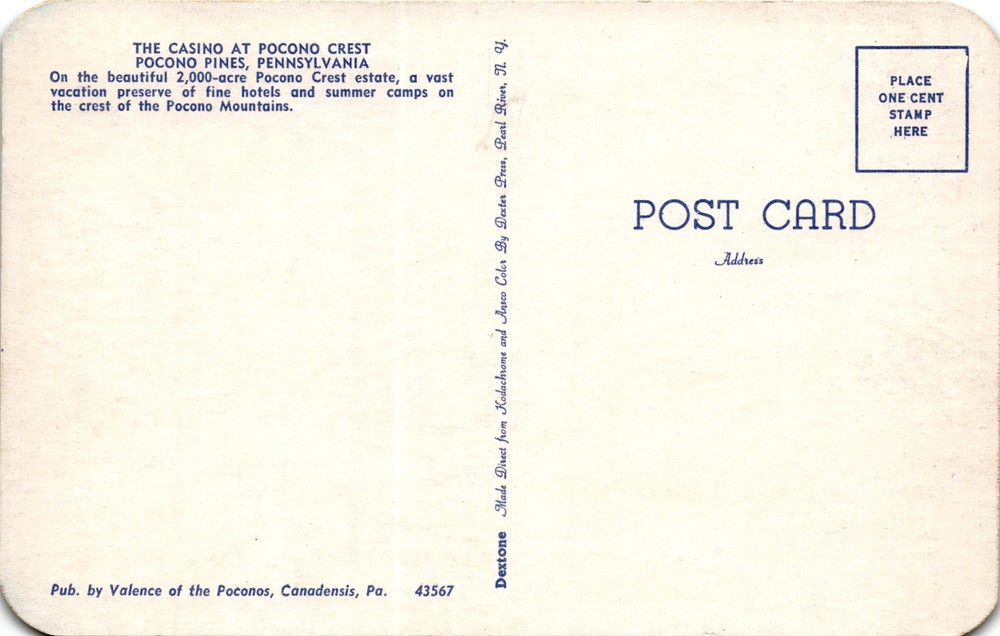 THE CASINO AT POCONO CREST
POCONO PINES, PENNSYLVANIA
On the beautiful 2,000-acre Pocono Crest estate, a vast
vacation preserve of fine hotels and summer camps on
the crest of the Pocono Mountains.
Pub. by Valence of the Poconos, Canadensis, Pa. 43567
Dextone Made Direct from Kodachrome and Ansco Color By Dexter Press, Pearl River, N. Y.
PLACE
ONE CENT
STAMP
HERE
POST CARD
Address